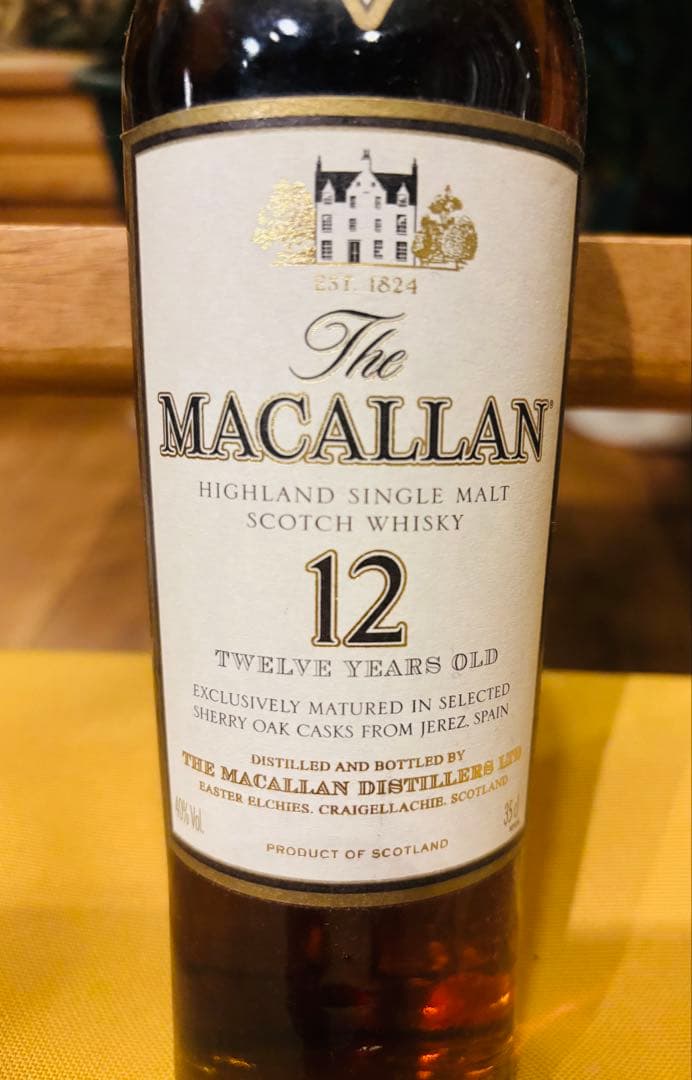 EST. 1824
The
MACALLAN®
HIGHLAND SINGLE MALT
SCOTCH WHISKY
12
TWELVE YEARS OLD
EXCLUSIVELY MATURED IN SELECTED
SHERRY OAK CASKS FROM JEREZ, SPAIN
DISTILLED AND BOTTLED BY
THE MACALLAN DISTILLERS LTD
EASTER ELCHIES, CRAIGELLACHIE, SCOTLAND
40% Vol.
PRODUCT OF SCOTLAND